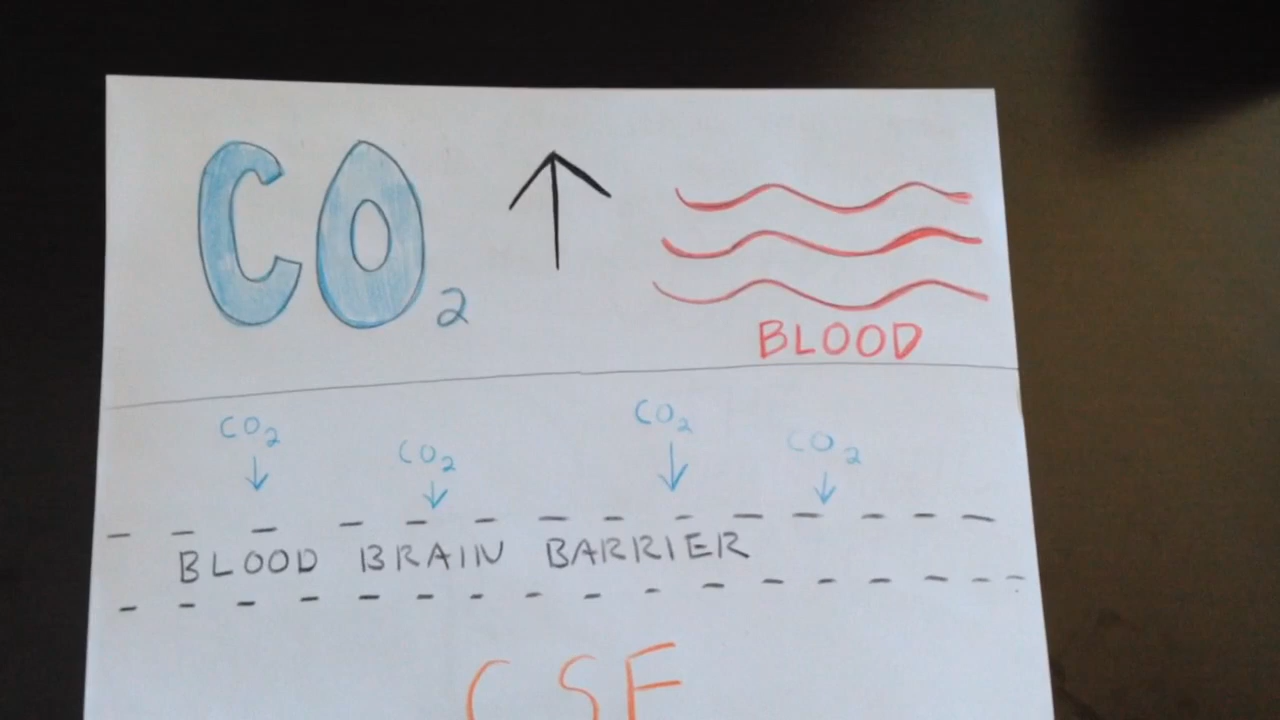 CO₂ ↑
BLOOD
CO₂ CO₂ CO₂ CO₂
BLOOD BRAIN BARRIER
CSF